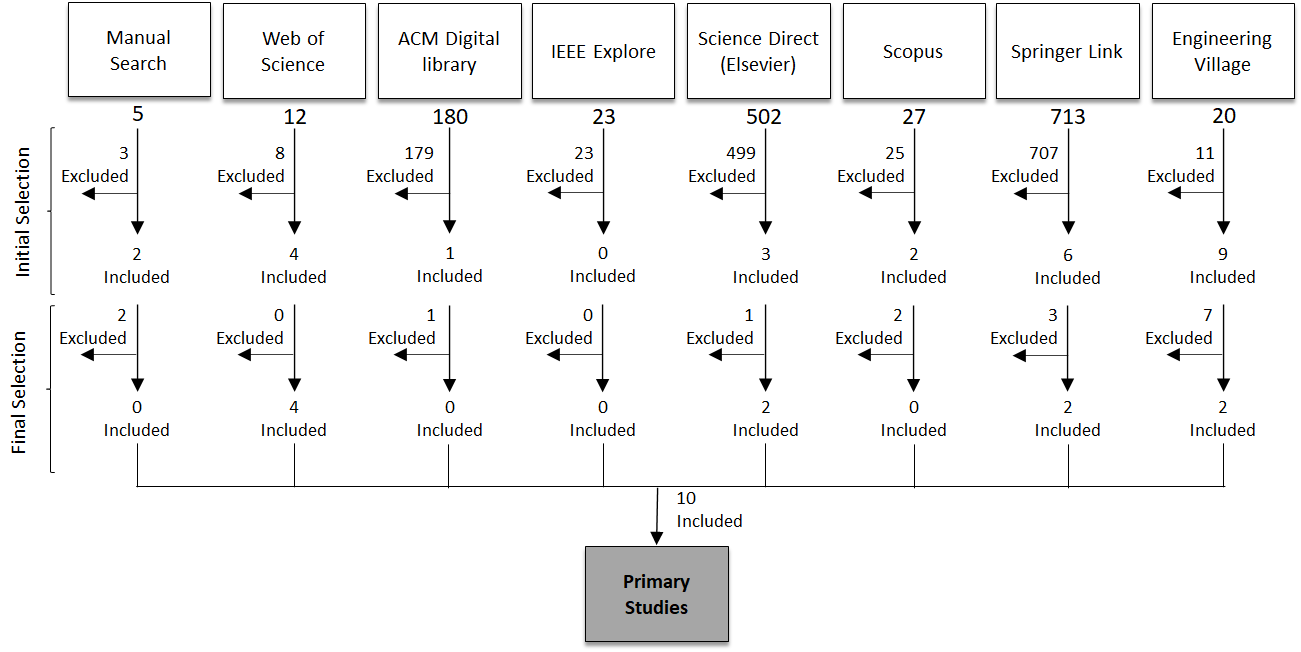 Manual
Search
Web of
Science
ACM Digital
library
IEEE Explore
Science Direct
(Elsevier)
Scopus
Springer Link
Engineering
Village
5
12
180
23
502
27
713
20
Initial Selection
3
Excluded
8
Excluded
179
Excluded
23
Excluded
499
Excluded
25
Excluded
707
Excluded
11
Excluded
2
Included
4
Included
1
Included
0
Included
3
Included
2
Included
6
Included
9
Included
Final Selection
2
Excluded
0
Excluded
1
Excluded
0
Excluded
1
Excluded
2
Excluded
3
Excluded
7
Excluded
0
Included
4
Included
0
Included
0
Included
2
Included
0
Included
2
Included
2
Included
10
Included
Primary
Studies